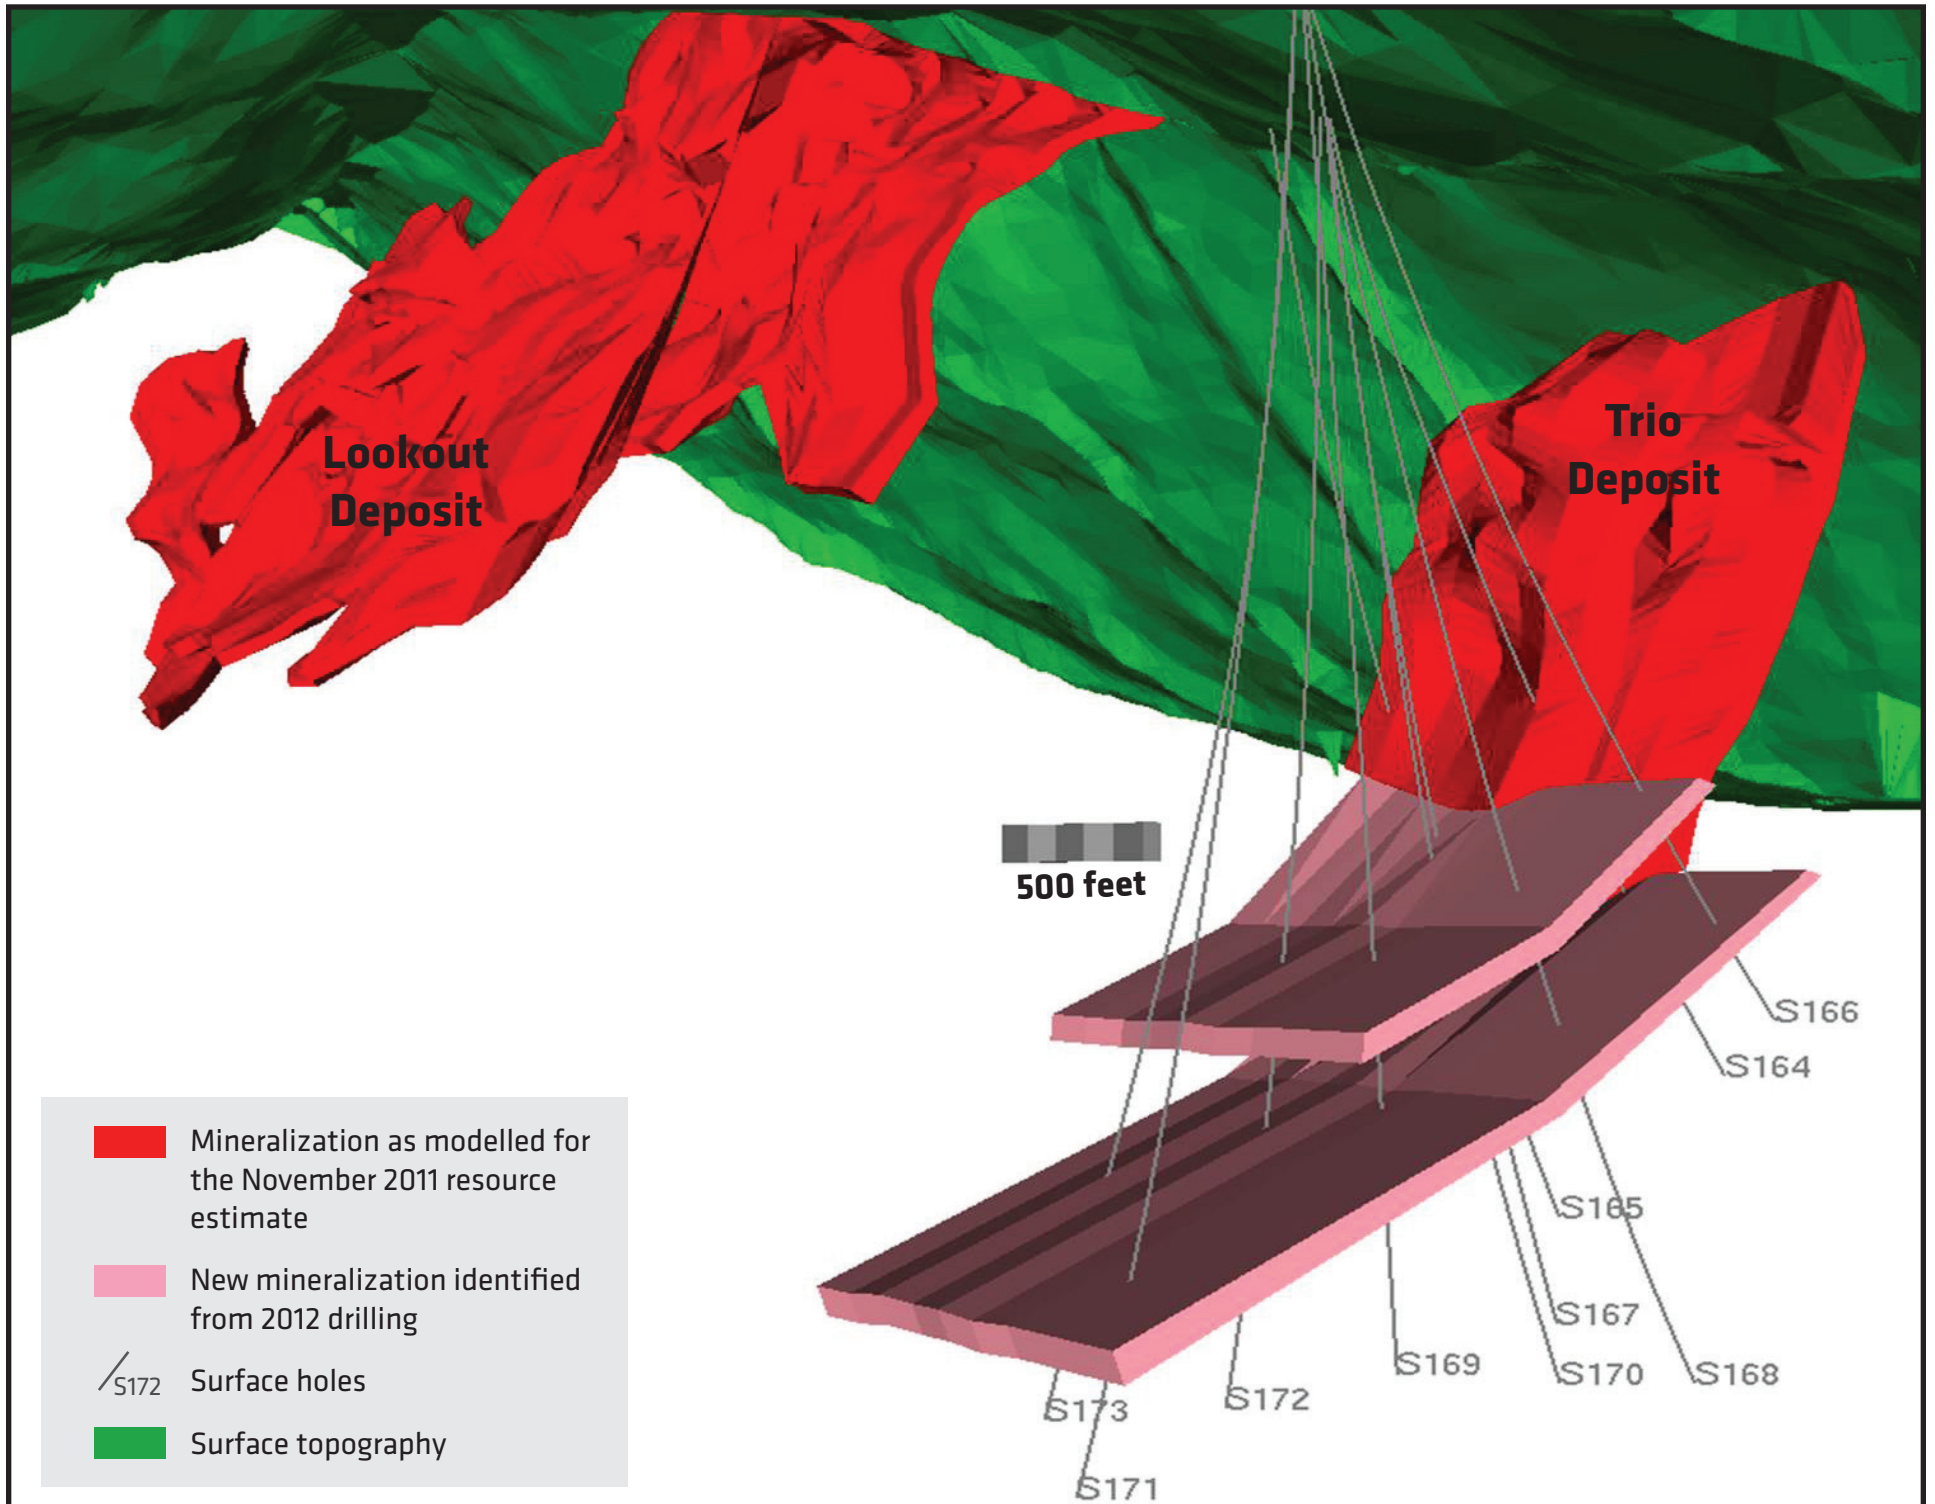 Lookout
Deposit
Trio
Deposit
500 feet
S166
S164
S165
S167
S169
S170
S168
S172
S173
S171
Mineralization as modelled for
the November 2011 resource
estimate
New mineralization identified
from 2012 drilling
S172
Surface holes
Surface topography